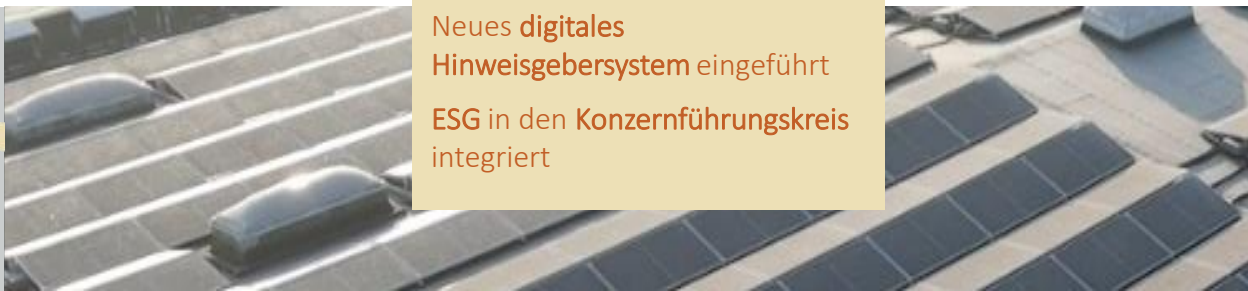 Neues digitales
Hinweisgebersystem eingeführt
ESG in den Konzernführungskreis
integriert